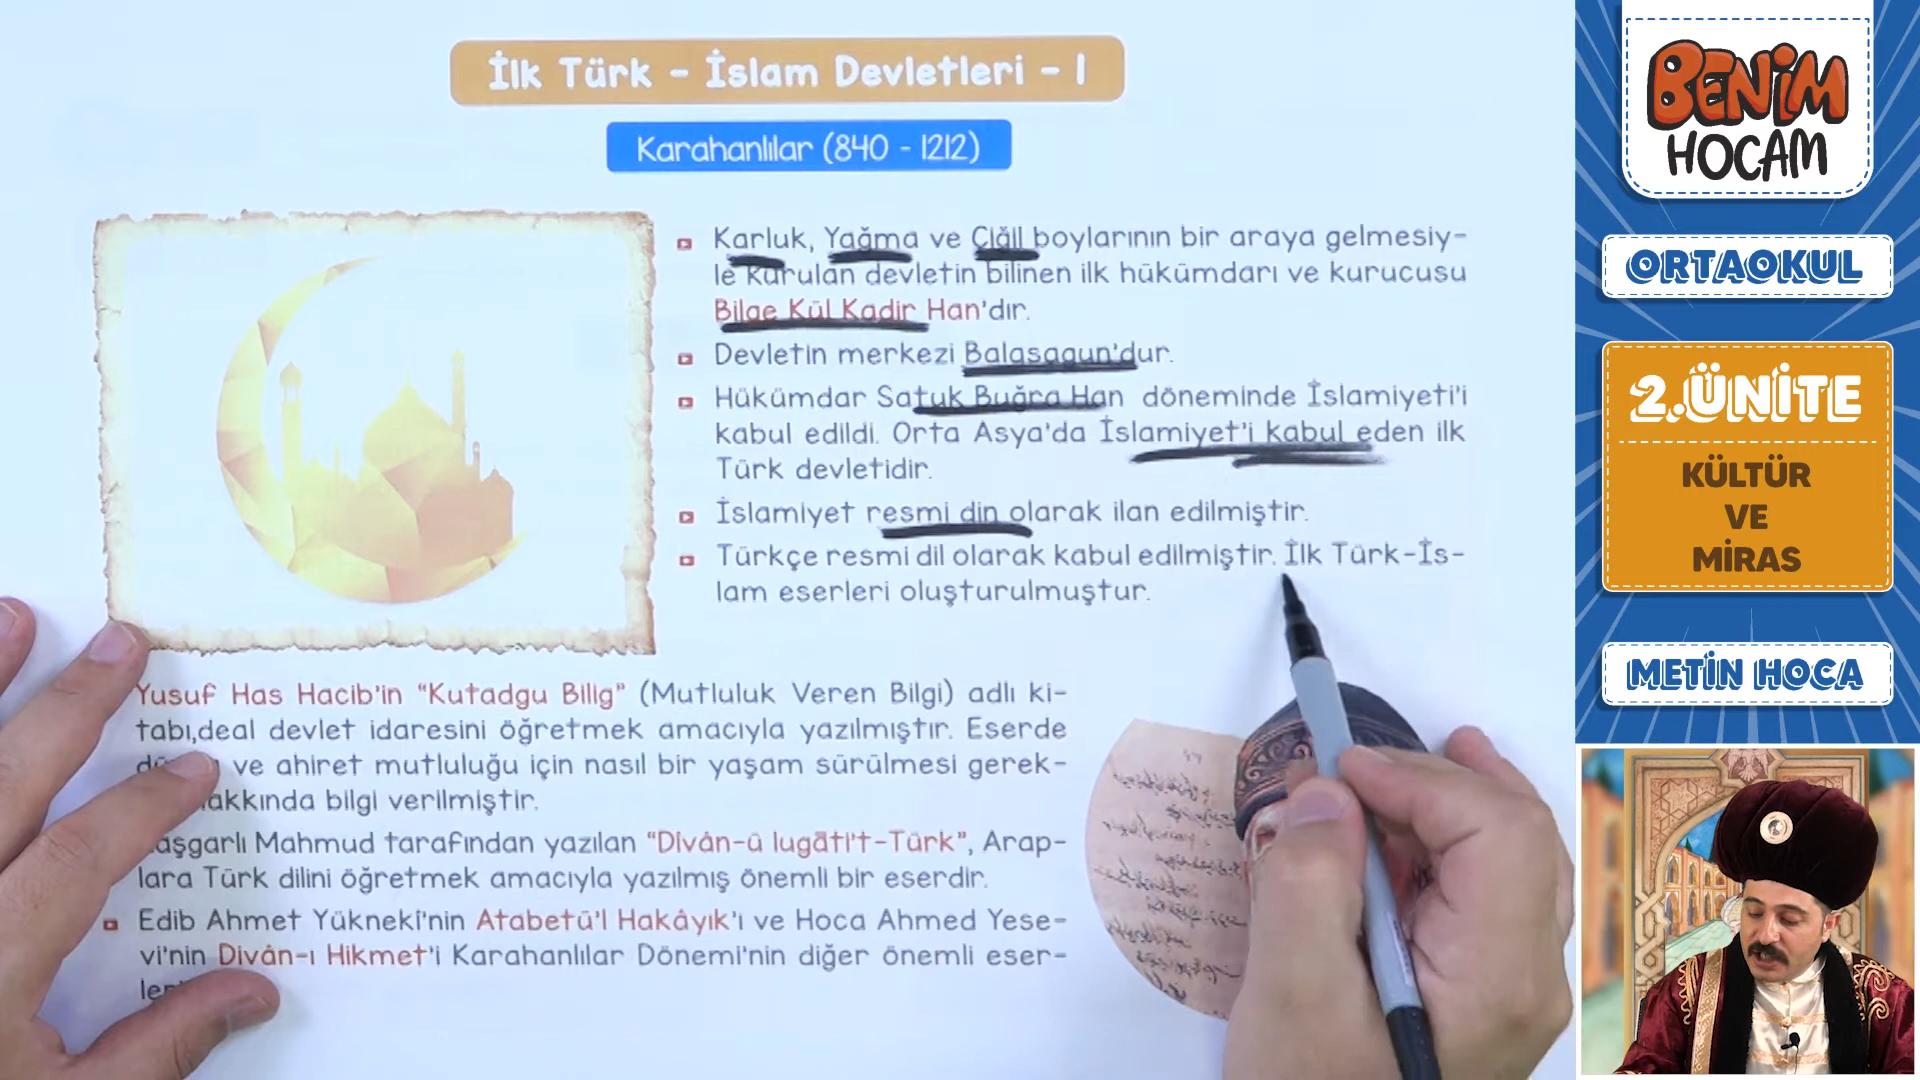 İlk Türk - İslam Devletleri - I
Karahanlılar (840 - 1212)
Karluk, Yağma ve Çiğil boylarının bir araya gelmesiy-
le kurulan devletin bilinen ilk hükümdarı ve kurucusu
Bilge Kül Kadir Han'dır.
Devletin merkezi Balasagun'dur.
Hükümdar Satuk Buğra Han döneminde İslamiyeti'i
kabul edildi. Orta Asya'da İslamiyet'i kabul eden ilk
Türk devletidir.
İslamiyet resmi din olarak ilan edilmiştir.
Türkçe resmi dil olarak kabul edilmiştir. İlk Türk-İs-
lam eserleri oluşturulmuştur.
Yusuf Has Hacib'in “Kutadgu Bilig” (Mutluluk Veren Bilgi) adlı ki-
tabı,deal devlet idaresini öğretmek amacıyla yazılmıştır. Eserde
ve ahiret mutluluğu için nasıl bir yaşam sürülmesi gerek-
akkında bilgi verilmiştir.
aşgarlı Mahmud tarafından yazılan “Divân-û lugāti't-Türk”, Arap-
lara Türk dilini öğretmek amacıyla yazılmış önemli bir eserdir.
Edib Ahmet Yüknekî'nin Atabetü'l Hakâyık'ı ve Hoca Ahmed Yese-
vi'nin Divân-ı Hikmet'i Karahanlılar Dönemi'nin diğer önemli eser-
BENİM
HOCAM
ORTAOKUL
2.ÜNİTE
KÜLTÜR
VE
MİRAS
METİN HOCA